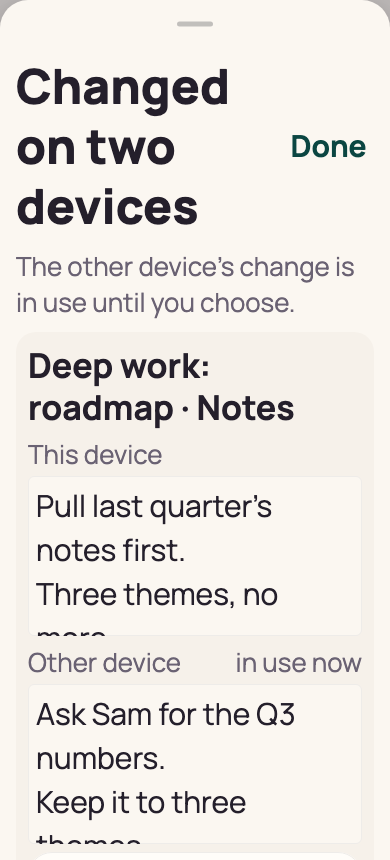 Changed
on two
devices
Done
The other device's change is
in use until you choose.
Deep work:
roadmap · Notes
This device
Pull last quarter's
notes first.
Three themes, no
more
Other device
in use now
Ask Sam for the Q3
numbers.
Keep it to three
themes